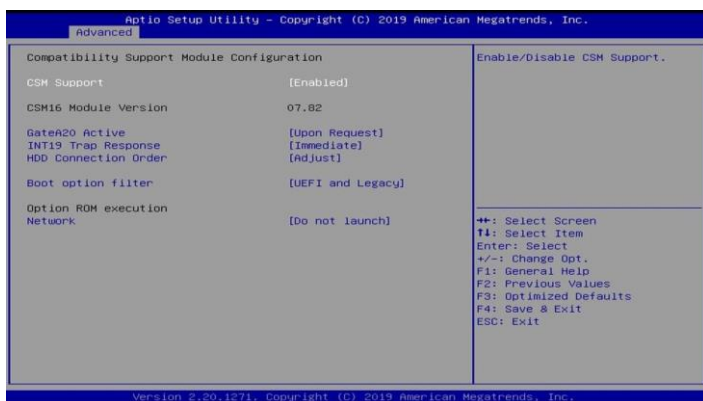 Aptio Setup Utility – Copyright (C) 2019 American Megatrends, Inc.
Advanced
Compatibility Support Module Configuration
CSM Support [Enabled]
CSM16 Module Version 07.82
GateA20 Active [Upon Request]
INT19 Trap Response [Immediate]
HDD Connection Order [Adjust]
Boot option filter [UEFI and Legacy]
Option ROM execution
Network [Do not launch]
Enable/Disable CSM Support.
→←: Select Screen
↑↓: Select Item
Enter: Select
+/-: Change Opt.
F1: General Help
F2: Previous Values
F3: Optimized Defaults
F4: Save & Exit
ESC: Exit
Version 2.20.1271. Copyright (C) 2019 American Megatrends, Inc.